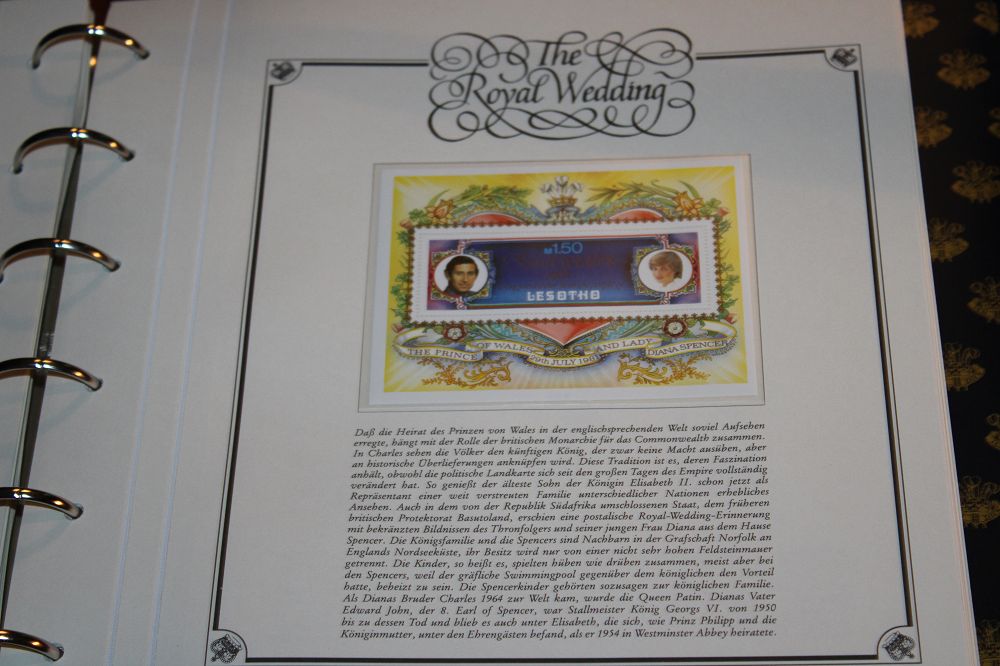 The
Royal Wedding
M1.50
LESOTHO
THE PRINCE OF WALES AND LADY DIANA SPENCER
29th JULY 1981
Daß die Heirat des Prinzen von Wales in der englischsprechenden Welt soviel Aufsehen
erregte, hängt mit der Rolle der britischen Monarchie für das Commonwealth zusammen.
In Charles sehen die Völker den künftigen König, der zwar keine Macht ausüben, aber
an historische Überlieferungen anknüpfen wird. Diese Tradition ist es, deren Faszination
anhält, obwohl die politische Landkarte sich seit den großen Tagen des Empire vollständig
verändert hat. So genießt der älteste Sohn der Königin Elisabeth II. schon jetzt als
Repräsentant einer weit verstreuten Familie unterschiedlicher Nationen erhebliches
Ansehen. Auch in dem von der Republik Südafrika umschlossenen Staat, dem früheren
britischen Protektorat Basutoland, erschien eine postalische Royal-Wedding-Erinnerung
mit bekränzten Bildnissen des Thronfolgers und seiner jungen Frau Diana aus dem Hause
Spencer. Die Königsfamilie und die Spencers sind Nachbarn in der Grafschaft Norfolk an
Englands Nordseeküste, ihr Besitz wird nur von einer nicht sehr hohen Feldsteinmauer
getrennt. Die Kinder, so heißt es, spielten hüben wie drüben zusammen, meist aber bei
den Spencers, weil der gräfliche Swimmingpool gegenüber dem königlichen den Vorteil
hatte, beheizt zu sein. Die Spencerkinder gehörten sozusagen zur königlichen Familie.
Als Dianas Bruder Charles 1964 zur Welt kam, wurde die Queen Patin. Dianas Vater
Edward John, der 8. Earl of Spencer, war Stallmeister König Georgs VI. von 1950
bis zu dessen Tod und blieb es auch unter Elisabeth, die sich, wie Prinz Philipp und die
Königinmutter, unter den Ehrengästen befand, als er 1954 in Westminster Abbey heiratete.